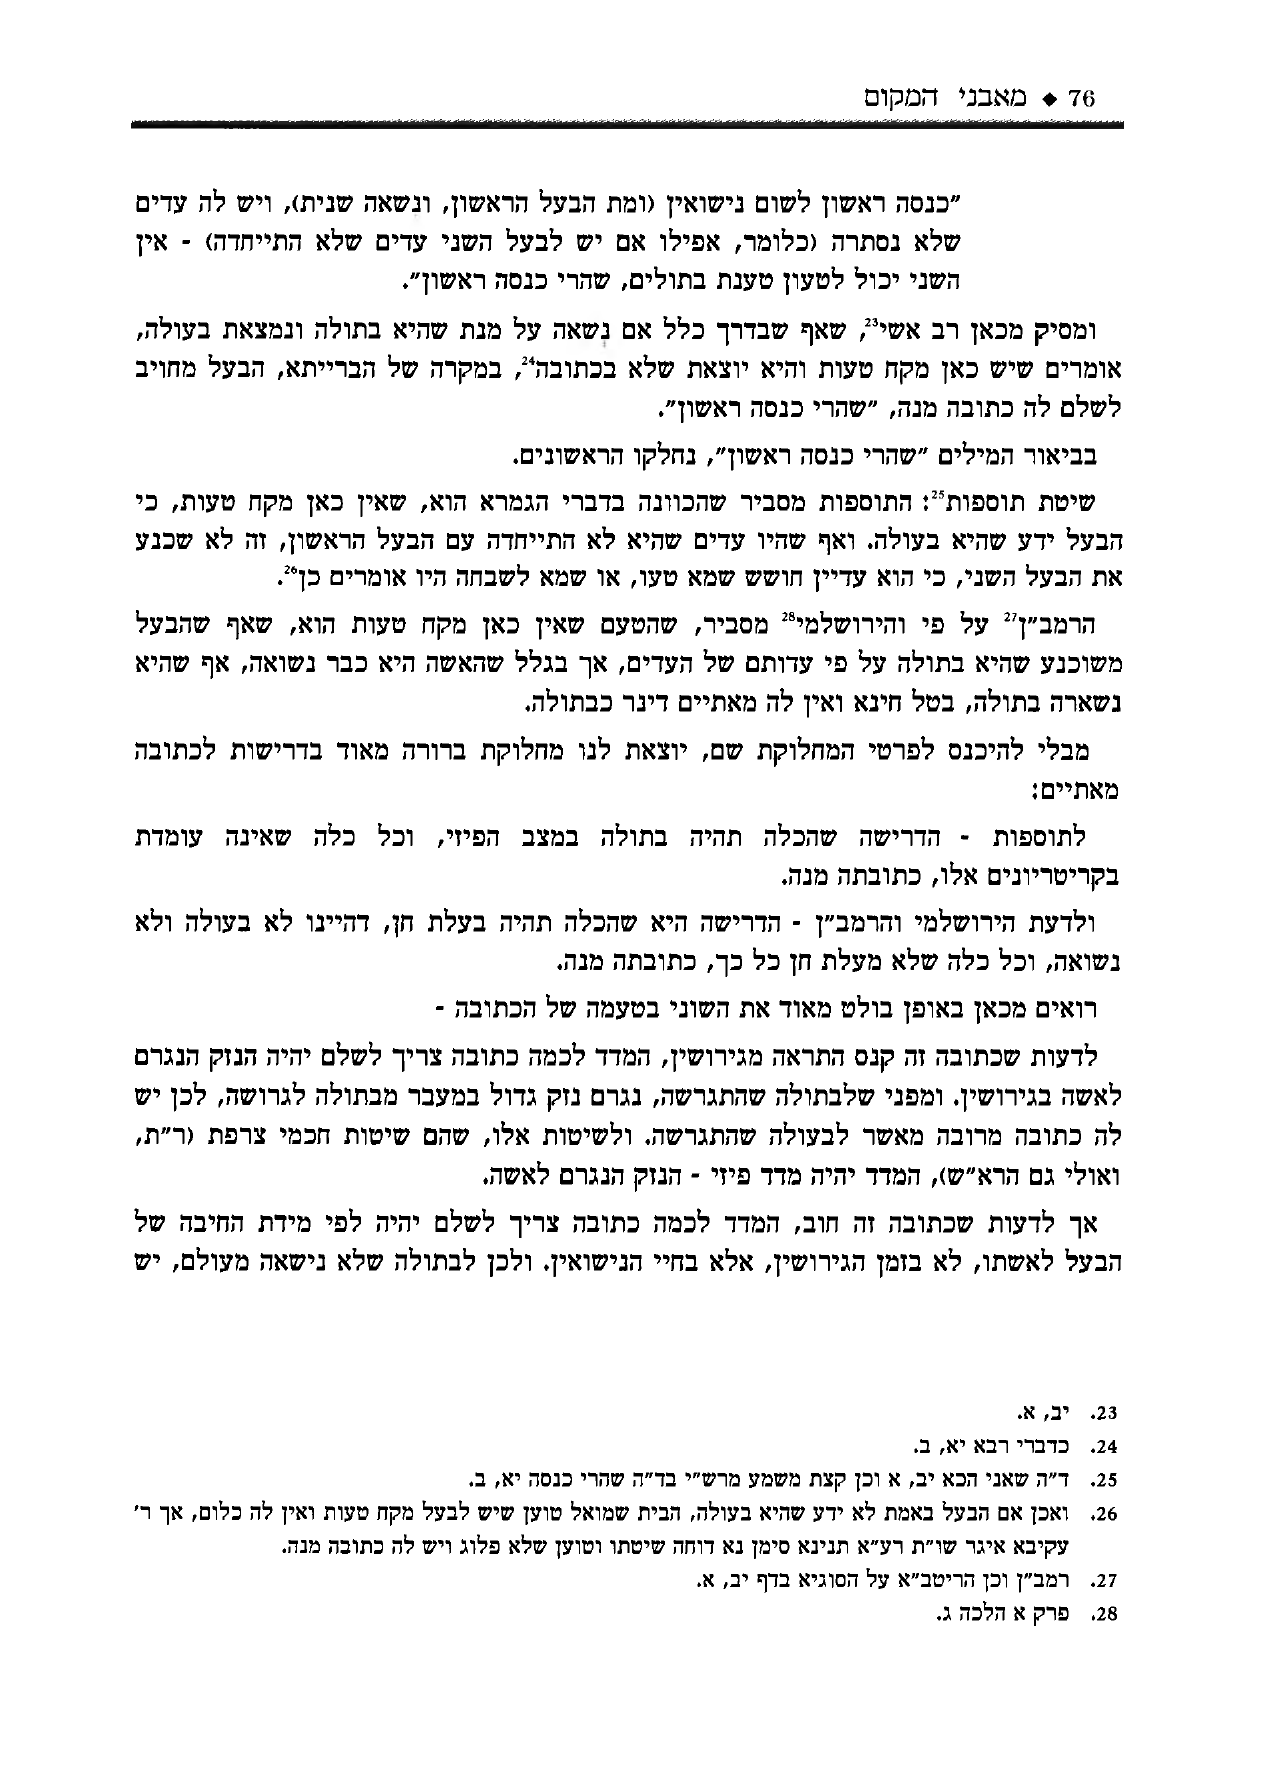 76 ◆ מאבני המקום
״כנסה ראשון לשום נישואין (ומת הבעל הראשון, ונשאה שנית), ויש לה עדים
שלא נסתרה (כלומר, אפילו אם יש לבעל השני עדים שלא התייחדה) - אין
השני יכול לטעון טענת בתולים, שהרי כנסה ראשון״.
ומסיק מכאן רב אשי23, שאף שבדרך כלל אם נשאה על מנת שהיא בתולה ונמצאת בעולה,
אומרים שיש כאן מקח טעות והיא יוצאת שלא בכתובה24, במקרה של הברייתא, הבעל מחויב
לשלם לה כתובה מנה, ״שהרי כנסה ראשון״.
בביאור המילים ״שהרי כנסה ראשון״, נחלקו הראשונים.
שיטת תוספות25: התוספות מסביר שהכוונה בדברי הגמרא הוא, שאין כאן מקח טעות, כי
הבעל ידע שהיא בעולה. ואף שהיו עדים שהיא לא התייחדה עם הבעל הראשון, זה לא שכנע
את הבעל השני, כי הוא עדיין חושש שמא טעו, או שמא לשבחה היו אומרים כן26.
הרמב״ן27 על פי והירושלמי28 מסביר, שהטעם שאין כאן מקח טעות הוא, שאף שהבעל
משוכנע שהיא בתולה על פי עדותם של העדים, אך בגלל שהאשה היא כבר נשואה, אף שהיא
נשארה בתולה, בטל חינא ואין לה מאתיים דינר כבתולה.
מבלי להיכנס לפרטי המחלוקת שם, יוצאת לנו מחלוקת ברורה מאוד בדרישות לכתובה
מאתיים:
לתוספות - הדרישה שהכלה תהיה בתולה במצב הפיזי, וכל כלה שאינה עומדת
בקריטריונים אלו, כתובתה מנה.
ולדעת הירושלמי והרמב״ן - הדרישה היא שהכלה תהיה בעלת חן, דהיינו לא בעולה ולא
נשואה, וכל כלה שלא מעלת חן כל כך, כתובתה מנה.
רואים מכאן באופן בולט מאוד את השוני בטעמה של הכתובה -
לדעות שכתובה זה קנס התראה מגירושין, המדד לכמה כתובה צריך לשלם יהיה הנזק הנגרם
לאשה בגירושין. ומפני שלבתולה שהתגרשה, נגרם נזק גדול במעבר מבתולה לגרושה, לכן יש
לה כתובה מרובה מאשר לבעולה שהתגרשה. ולשיטות אלו, שהם שיטות חכמי צרפת (ר״ת,
ואולי גם הרא״ש), המדד יהיה מדד פיזי - הנזק הנגרם לאשה.
אך לדעות שכתובה זה חוב, המדד לכמה כתובה צריך לשלם יהיה לפי מידת החיבה של
הבעל לאשתו, לא בזמן הגירושין, אלא בחיי הנישואין. ולכן לבתולה שלא נישאה מעולם, יש
23. יב, א.
24. כדברי רבא יא, ב.
25. ד״ה שאני הכא יב, א וכן קצת משמע מרש״י בד״ה שהרי כנסה יא, ב.
26. ואכן אם הבעל באמת לא ידע שהיא בעולה, הבית שמואל טוען שיש לבעל מקח טעות ואין לה כלום, אך ר׳
עקיבא איגר שו״ת רע״א תנינא סימן נא דוחה שיטתו וטוען שלא פלוג ויש לה כתובה מנה.
27. רמב״ן וכן הריטב״א על הסוגיא בדף יב, א.
28. פרק א הלכה ג.